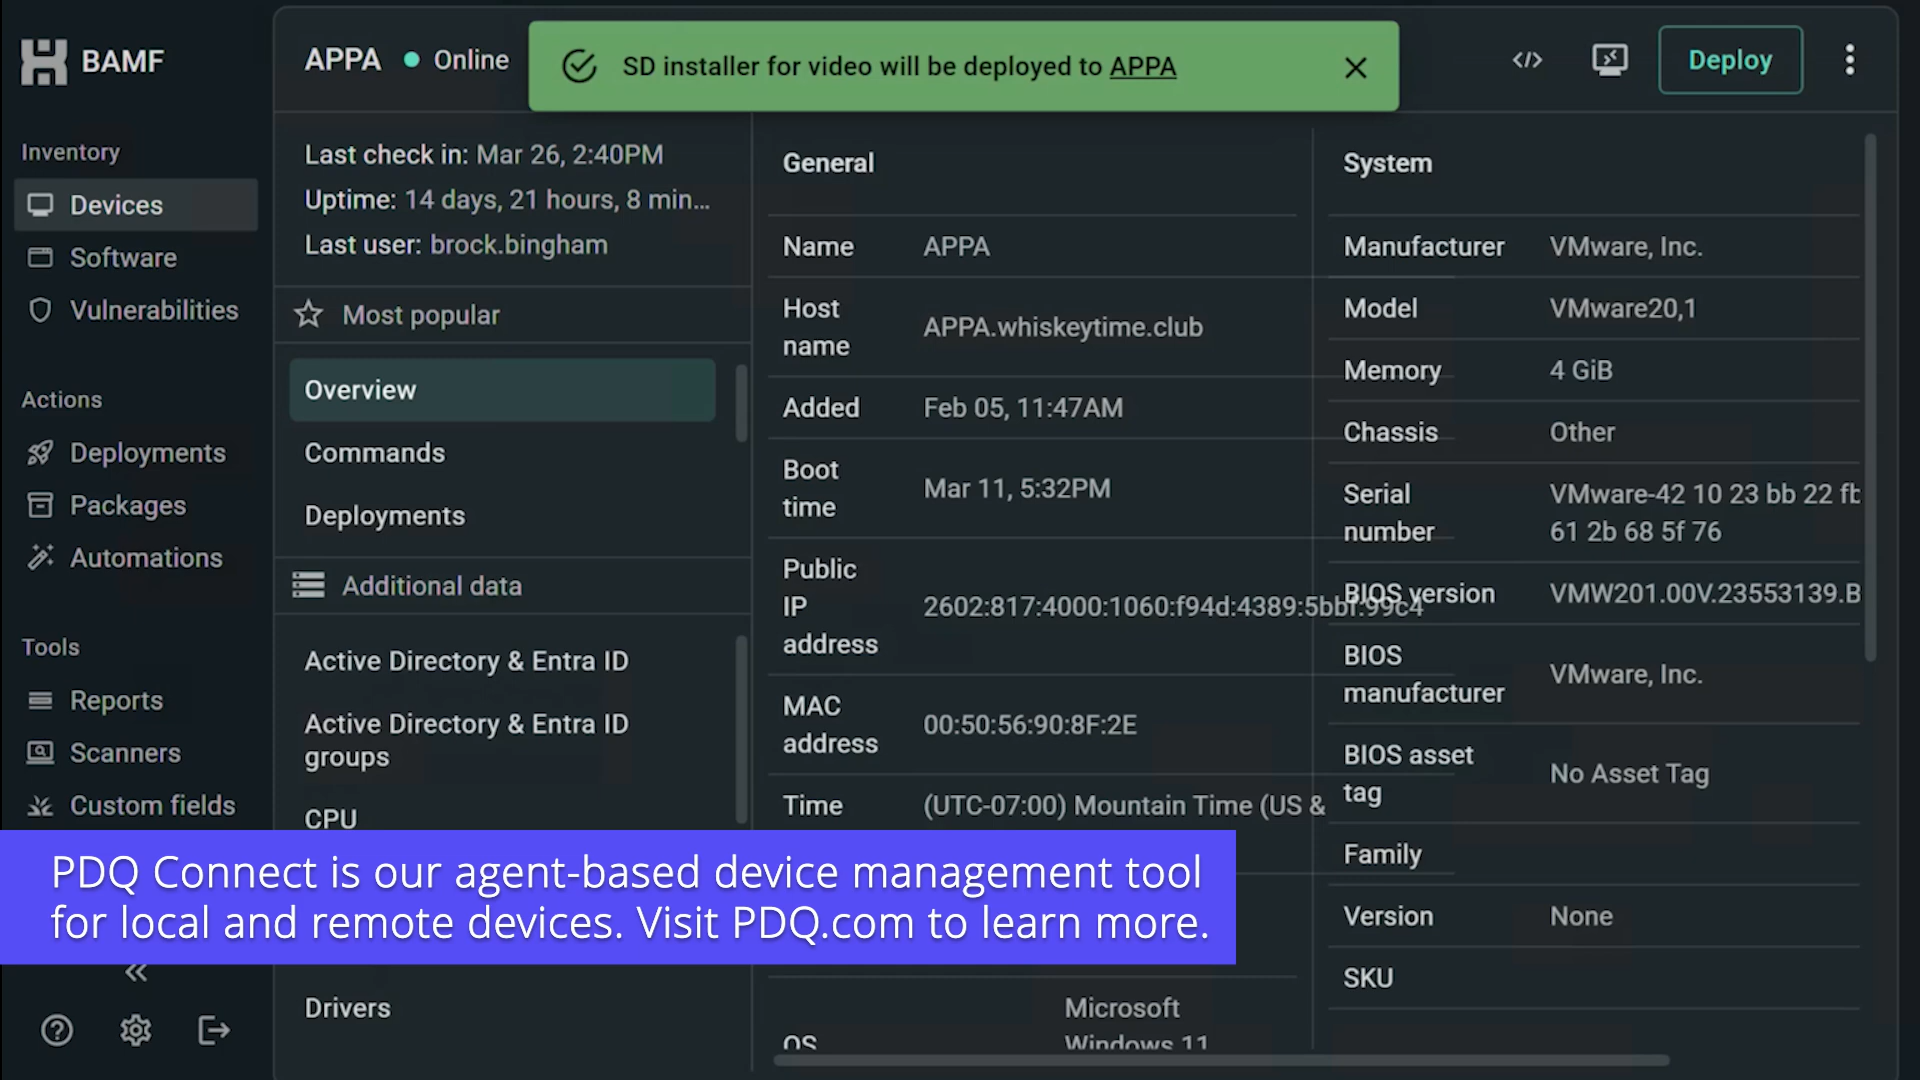 BAMF
Inventory
Devices
Software
Vulnerabilities
Actions
Deployments
Packages
Automations
Tools
Reports
Scanners
Custom fields
APPA Online
SD installer for video will be deployed to APPA
</>
Deploy
Last check in: Mar 26, 2:40PM
Uptime: 14 days, 21 hours, 8 min...
Last user: brock.bingham
Most popular
Overview
Commands
Deployments
Additional data
Active Directory & Entra ID
Active Directory & Entra ID
groups
CPU
Drivers
General
Name APPA
Host
name
APPA.whiskeytime.club
Added Feb 05, 11:47AM
Boot
time
Mar 11, 5:32PM
Public
IP
address
2602:817:4000:1060:f94d:4389:5bbf:99c4
MAC
address
00:50:56:90:8F:2E
Time (UTC-07:00) Mountain Time (US &
OS
Microsoft
Windows 11
System
Manufacturer VMware, Inc.
Model VMware20,1
Memory 4 GiB
Chassis Other
Serial
number
VMware-42 10 23 bb 22 fb
61 2b 68 5f 76
BIOS version VMW201.00V.23553139.B
BIOS
manufacturer
VMware, Inc.
BIOS asset
tag
No Asset Tag
Family
Version None
SKU
PDQ Connect is our agent-based device management tool
for local and remote devices. Visit PDQ.com to learn more.